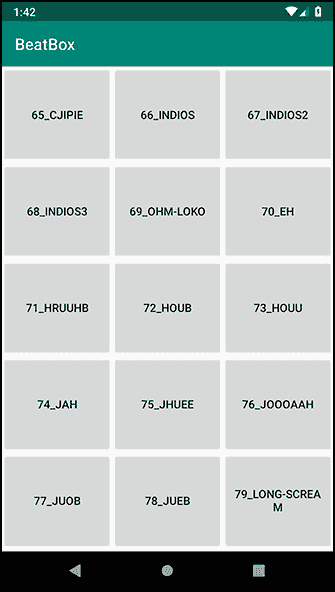 1:42
BeatBox
65_CJIPIE
66_INDIOS
67_INDIOS2
68_INDIOS3
69_OHM-LOKO
70_EH
71_HRUUHB
72_HOUB
73_HOUU
74_JAH
75_JHUEE
76_JOOOAAH
77_JUOB
78_JUEB
79_LONG-SCREA
M